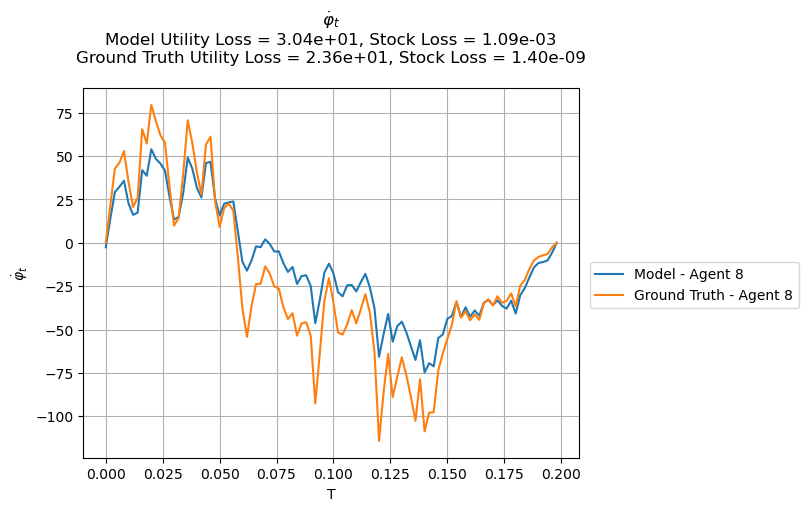 φ̇ₜ
Model Utility Loss = 3.04e+01, Stock Loss = 1.09e-03
Ground Truth Utility Loss = 2.36e+01, Stock Loss = 1.40e-09
75
50
25
0
−25
−50
−75
−100
φ̇ₜ
0.000 0.025 0.050 0.075 0.100 0.125 0.150 0.175 0.200
T
Model - Agent 8
Ground Truth - Agent 8